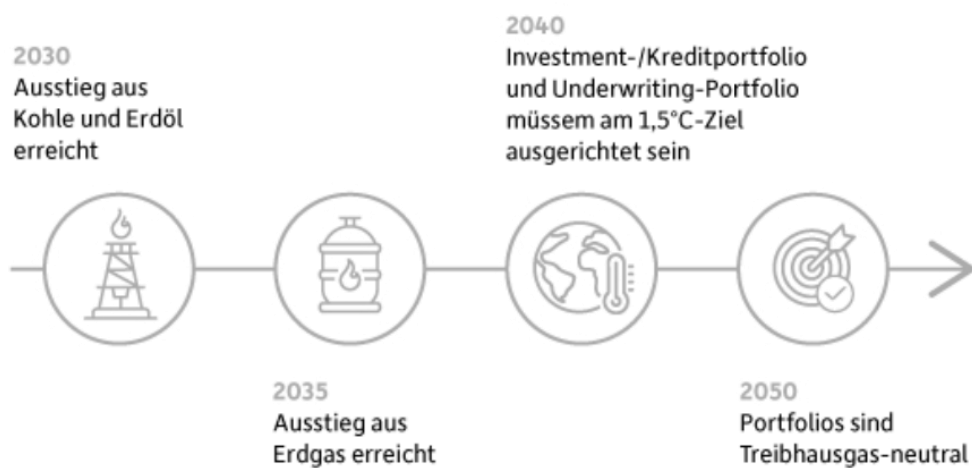 2030
Ausstieg aus
Kohle und Erdöl
erreicht
2035
Ausstieg aus
Erdgas erreicht
2040
Investment-/Kreditportfolio
und Underwriting-Portfolio
müssem am 1,5°C-Ziel
ausgerichtet sein
2050
Portfolios sind
Treibhausgas-neutral